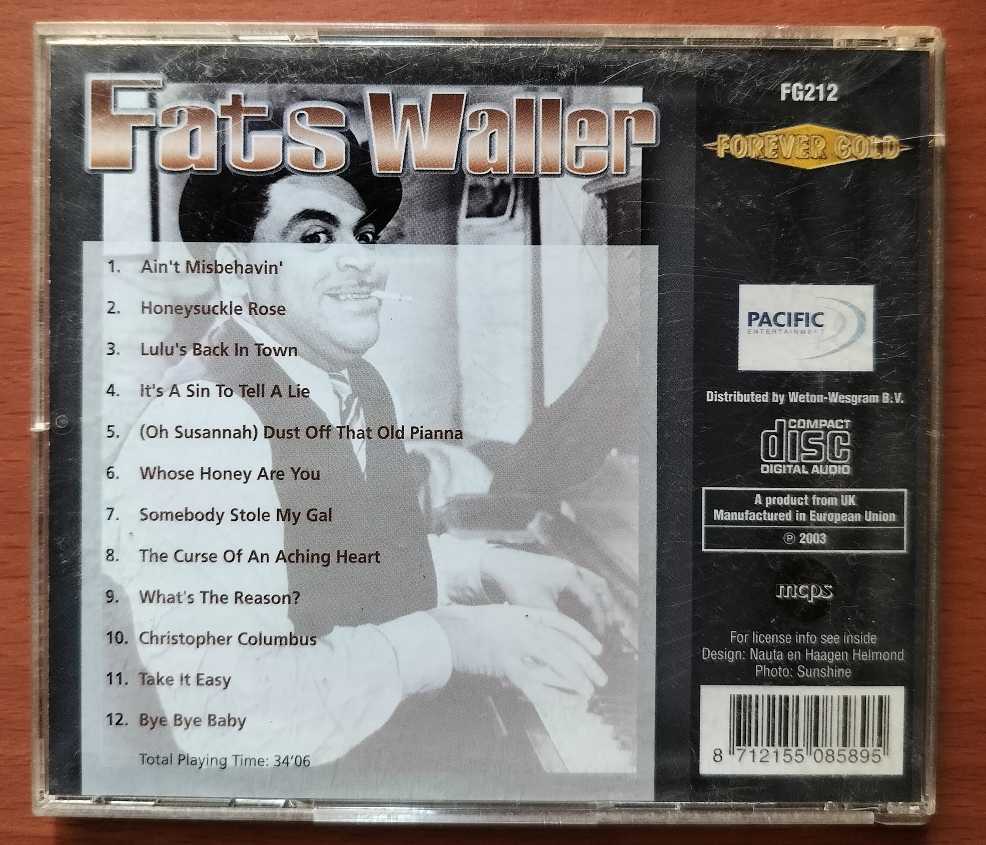 Fats Waller
1. Ain't Misbehavin'
2. Honeysuckle Rose
3. Lulu's Back In Town
4. It's A Sin To Tell A Lie
5. (Oh Susannah) Dust Off That Old Pianna
6. Whose Honey Are You
7. Somebody Stole My Gal
8. The Curse Of An Aching Heart
9. What's The Reason?
10. Christopher Columbus
11. Take It Easy
12. Bye Bye Baby
Total Playing Time: 34'06
FG212
FOREVER GOLD
PACIFIC
ENTERTAINMENT
Distributed by Weton-Wesgram B.V.
COMPACT
disc
DIGITAL AUDIO
A product from UK
Manufactured in European Union
℗ 2003
mcps
For license info see inside
Design: Nauta en Haagen Helmond
Photo: Sunshine
8 712155 085895